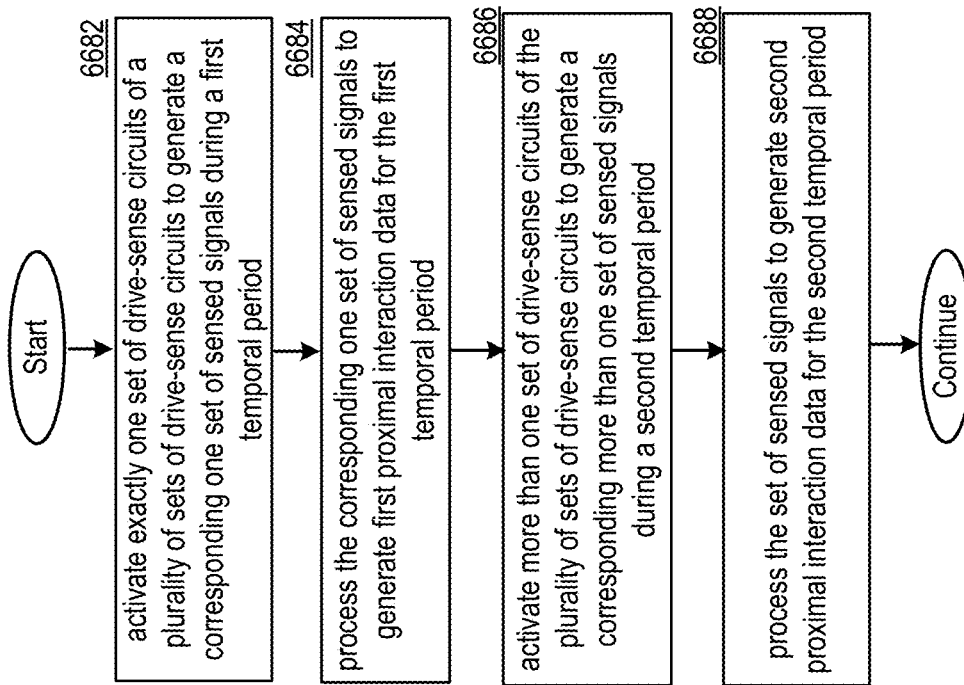 Start
6682
activate exactly one set of drive-sense circuits of a
plurality of sets of drive-sense circuits to generate a
corresponding one set of sensed signals during a first
temporal period
6684
process the corresponding one set of sensed signals to
generate first proximal interaction data for the first
temporal period
6686
activate more than one set of drive-sense circuits of the
plurality of sets of drive-sense circuits to generate a
corresponding more than one set of sensed signals
during a second temporal period
6688
process the set of sensed signals to generate second
proximal interaction data for the second temporal period
Continue